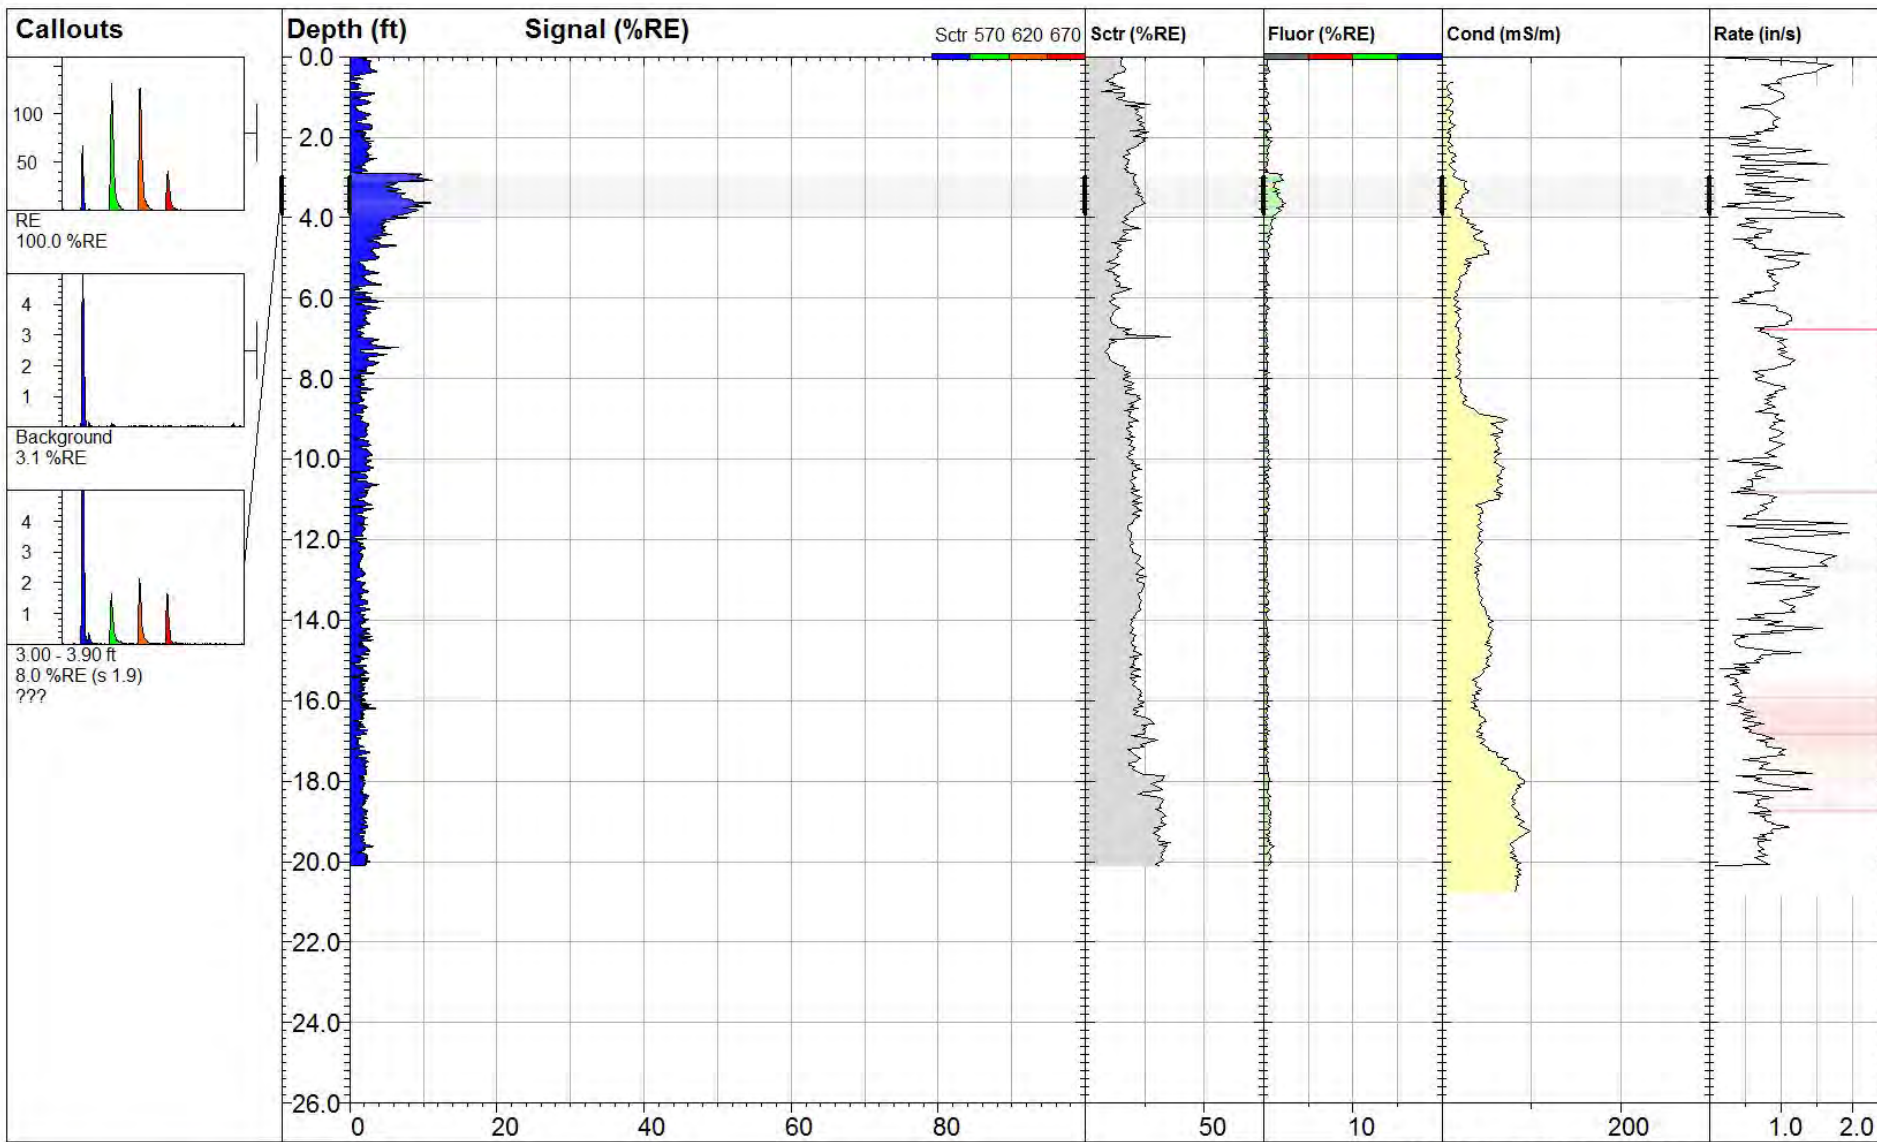 Callouts
Depth (ft)
Signal (%RE)
Sctr 570 620 670
Sctr (%RE)
Fluor (%RE)
Cond (mS/m)
Rate (in/s)
100
50
RE
100.0 %RE
4
3
2
1
Background
3.1 %RE
4
3
2
1
3.00 - 3.90 ft
8.0 %RE (s 1.9)
???
0.0
2.0
4.0
6.0
8.0
10.0
12.0
14.0
16.0
18.0
20.0
22.0
24.0
26.0
0 20 40 60 80
50
10
200
1.0 2.0